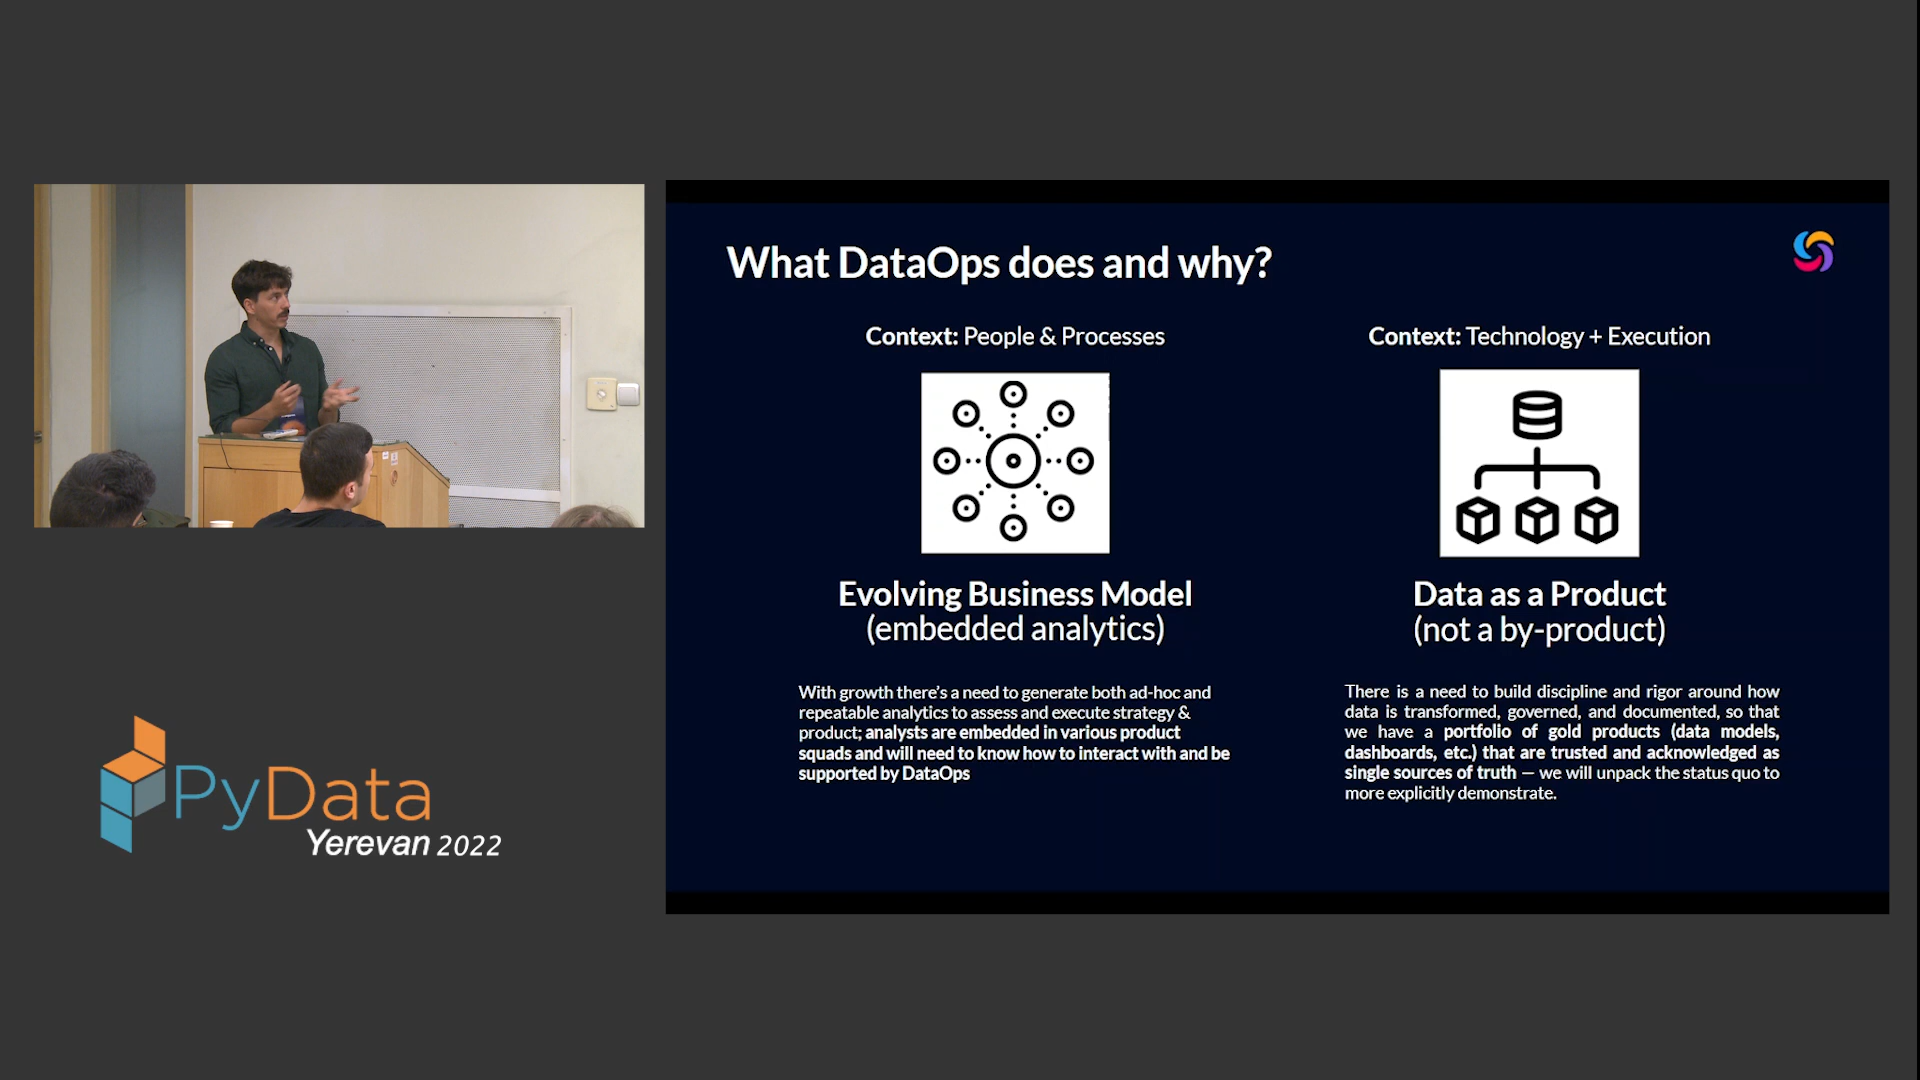 What DataOps does and why?
Context: People & Processes
Evolving Business Model
(embedded analytics)
With growth there's a need to generate both ad-hoc and
repeatable analytics to assess and execute strategy &
product; analysts are embedded in various product
squads and will need to know how to interact with and be
supported by DataOps
Context: Technology + Execution
Data as a Product
(not a by-product)
There is a need to build discipline and rigor around how
data is transformed, governed, and documented, so that
we have a portfolio of gold products (data models,
dashboards, etc.) that are trusted and acknowledged as
single sources of truth — we will unpack the status quo to
more explicitly demonstrate.
PyData
Yerevan 2022